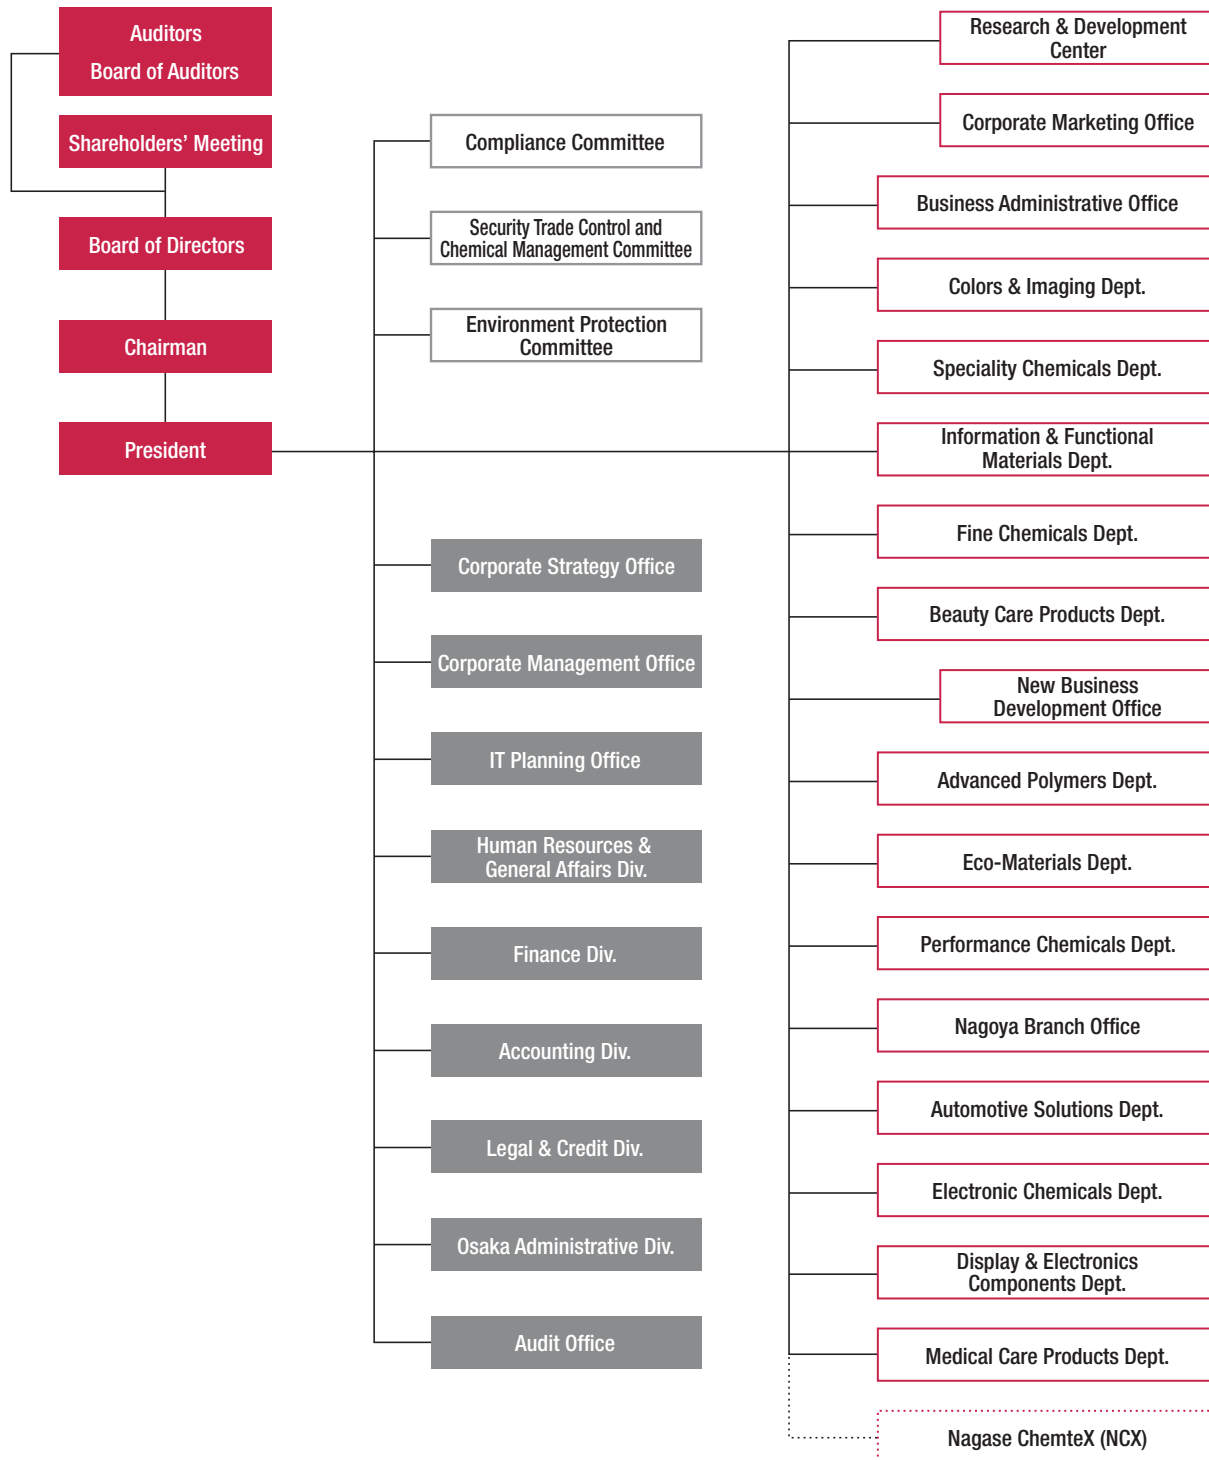 Auditors
Board of Auditors
Shareholders’ Meeting
Board of Directors
Chairman
President
Compliance Committee
Security Trade Control and
Chemical Management Committee
Environment Protection
Committee
Corporate Strategy Office
Corporate Management Office
IT Planning Office
Human Resources &
General Affairs Div.
Finance Div.
Accounting Div.
Legal & Credit Div.
Osaka Administrative Div.
Audit Office
Research & Development
Center
Corporate Marketing Office
Business Administrative Office
Colors & Imaging Dept.
Speciality Chemicals Dept.
Information & Functional
Materials Dept.
Fine Chemicals Dept.
Beauty Care Products Dept.
New Business
Development Office
Advanced Polymers Dept.
Eco-Materials Dept.
Performance Chemicals Dept.
Nagoya Branch Office
Automotive Solutions Dept.
Electronic Chemicals Dept.
Display & Electronics
Components Dept.
Medical Care Products Dept.
Nagase ChemteX (NCX)